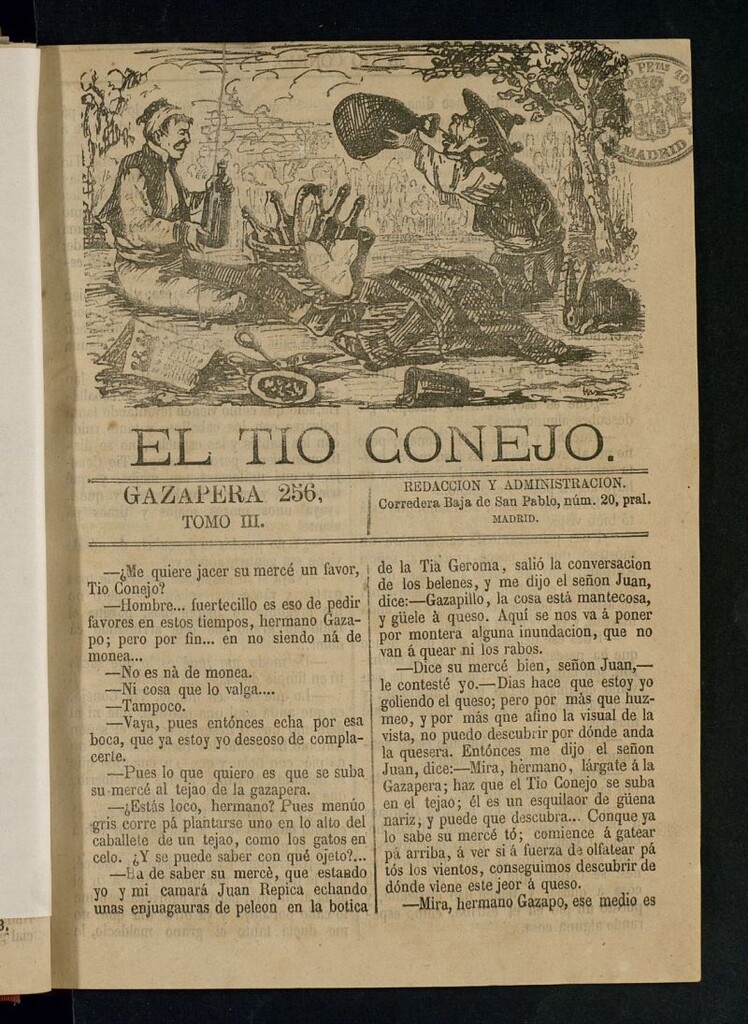 PETAS 10
MADRID
EL TIO CONEJO.
GAZAPERA 256,
TOMO III.
REDACCION Y ADMINISTRACION.
Corredera Baja de San Pablo, núm. 20, pral.
MADRID.
—¿Me quiere jacer su mercé un favor,
Tio Conejo?
—Hombre... fuertecillo es eso de pedir
favores en estos tiempos, hermano Gaza-
po; pero por fin... en no siendo ná de
monea...
—No es nà de monea.
—Ni cosa que lo valga....
—Tampoco.
—Vaya, pues entónces echa por esa
boca, que ya estoy yo deseoso de compla-
certe.
—Pues lo que quiero es que se suba
su mercé al tejao de la gazapera.
—¿Estás loco, hermano? Pues menúo
gris corre pá plantarse uno en lo alto del
caballete de un tejao, como los gatos en
celo. ¿Y se puede saber con qué ojeto?...
—Ha de saber su mercè, que estando
yo y mi camará Juan Repica echando
unas enjuagauras de peleon en la botica
de la Tia Geroma, salió la conversacion
de los belenes, y me dijo el señon Juan,
dice:—Gazapillo, la cosa está mantecosa,
y güele à queso. Aquí se nos va á poner
por montera alguna inundacion, que no
van á quear ni los rabos.
—Dice su mercé bien, señon Juan,—
le contesté yo.—Dias hace que estoy yo
goliendo el queso; pero por más que huz-
meo, y por más que afino la visual de la
vista, no puedo descubrir por dónde anda
la quesera. Entónces me dijo el señon
Juan, dice:—Mira, hermano, lárgate á la
Gazapera; haz que el Tio Conejo se suba
en el tejao; él es un esquilaor de güena
nariz, y puede que descubra... Conque ya
lo sabe su mercé tó; comience á gatear
pá arriba, á ver si á fuerza de olfatear pá
tós los vientos, conseguimos descubrir de
dónde viene este jeor á queso.
—Mira, hermano Gazapo, ese medio es